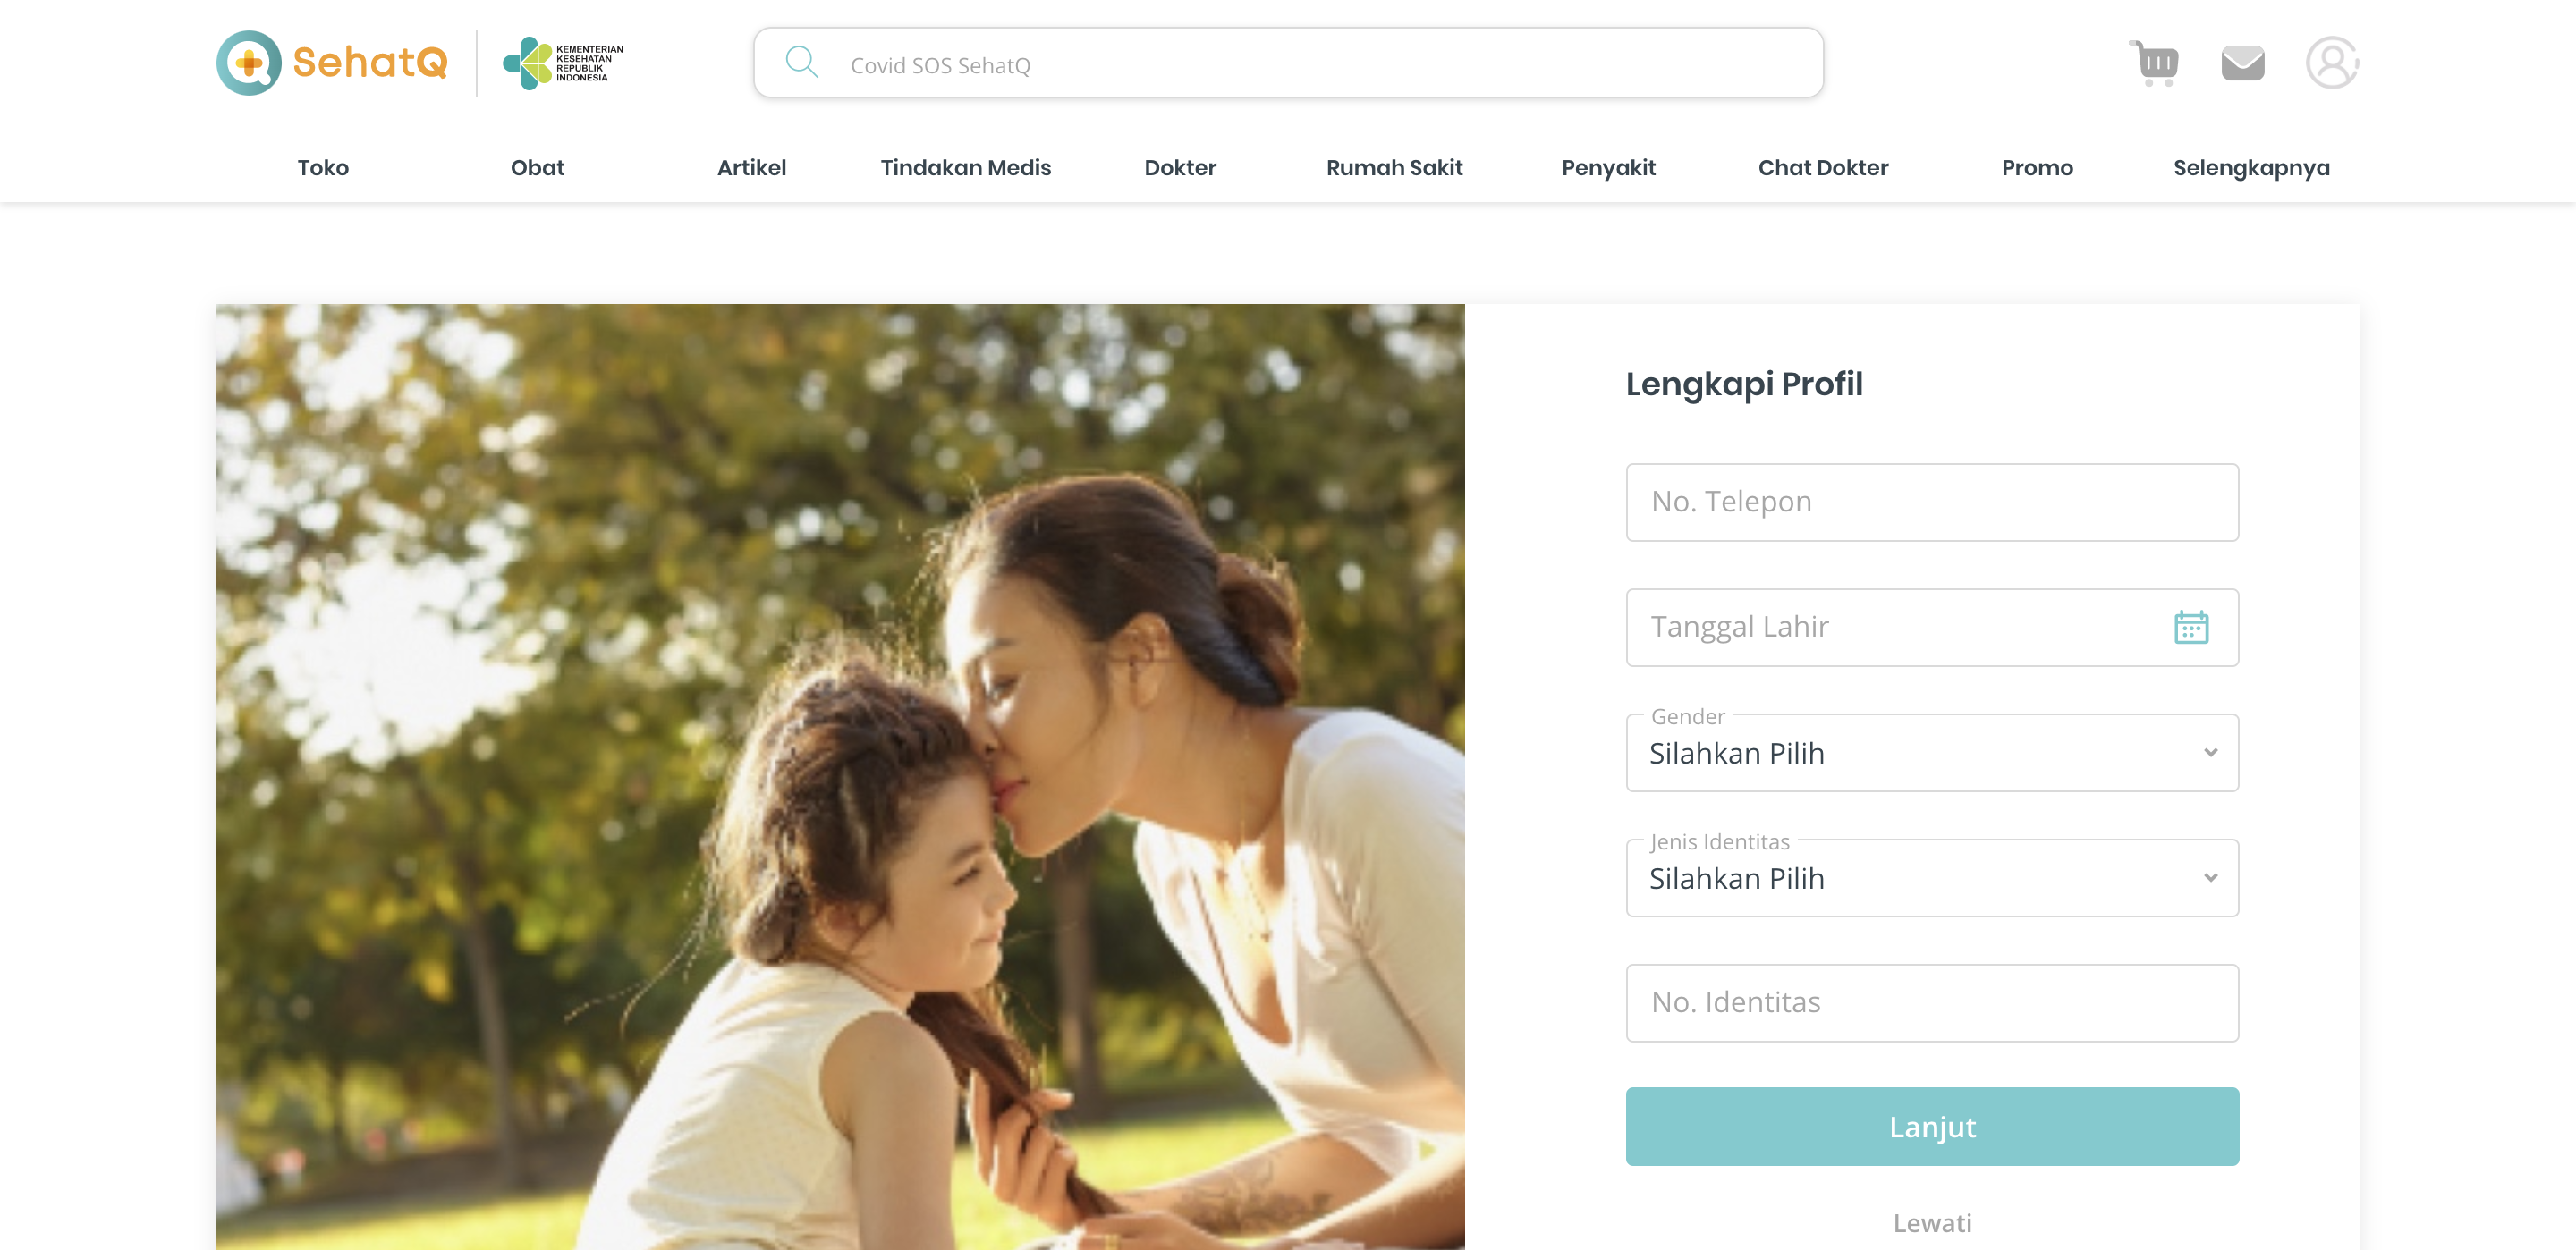 SehatQ
KEMENTERIAN
KESEHATAN
REPUBLIK
INDONESIA
Covid SOS SehatQ
Toko
Obat
Artikel
Tindakan Medis
Dokter
Rumah Sakit
Penyakit
Chat Dokter
Promo
Selengkapnya
Lengkapi Profil
No. Telepon
Tanggal Lahir
Gender
Silahkan Pilih
Jenis Identitas
Silahkan Pilih
No. Identitas
Lanjut
Lewati